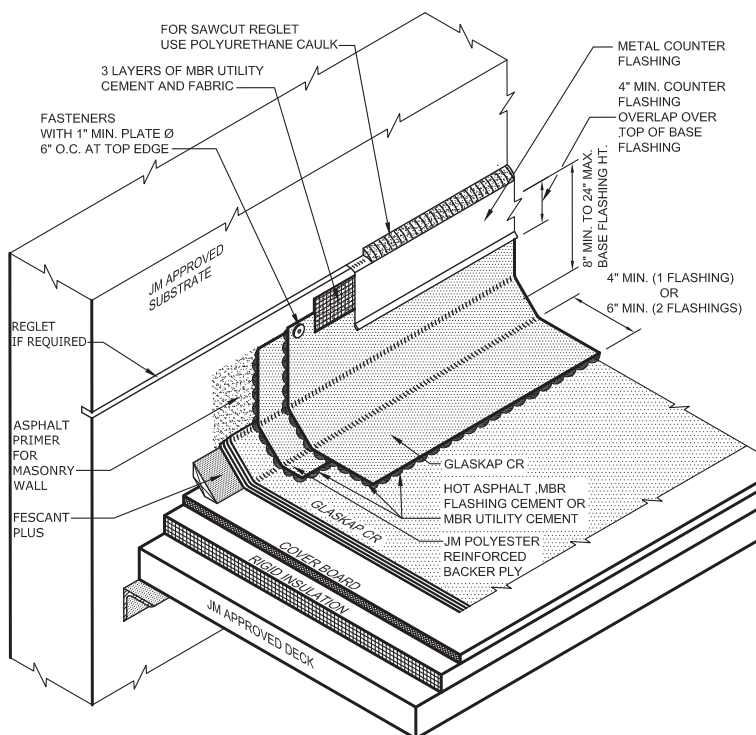 FOR SAWCUT REGLET
USE POLYURETHANE CAULK
3 LAYERS OF MBR UTILITY
CEMENT AND FABRIC
FASTENERS
WITH 1" MIN. PLATE Ø
6" O.C. AT TOP EDGE
METAL COUNTER
FLASHING
4" MIN. COUNTER
FLASHING
OVERLAP OVER
TOP OF BASE
FLASHING
8" MIN. TO 24" MAX.
BASE FLASHING HT.
4" MIN. (1 FLASHING)
OR
6" MIN. (2 FLASHINGS)
JM APPROVED
SUBSTRATE
REGLET
IF REQUIRED
ASPHALT
PRIMER
FOR
MASONRY
WALL
FESCANT
PLUS
GLASKAP CR
HOT ASPHALT ,MBR
FLASHING CEMENT OR
MBR UTILITY CEMENT
JM POLYESTER
REINFORCED
BACKER PLY
GLASKAP CR
COVER BOARD
RIGID INSULATION
JM APPROVED DECK